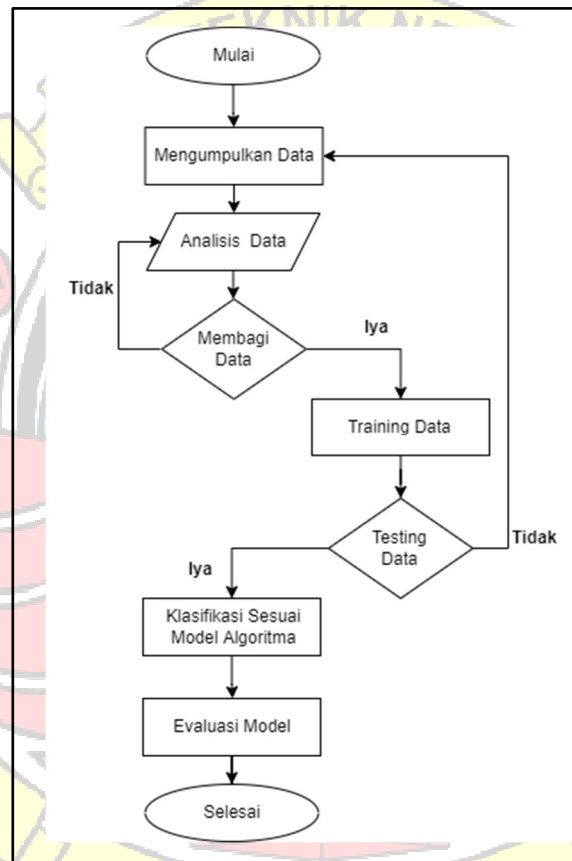 Mulai
Mengumpulkan Data
Analisis Data
Tidak
Membagi
Data
Iya
Training Data
Testing
Data
Tidak
Iya
Klasifikasi Sesuai
Model Algoritma
Evaluasi Model
Selesai